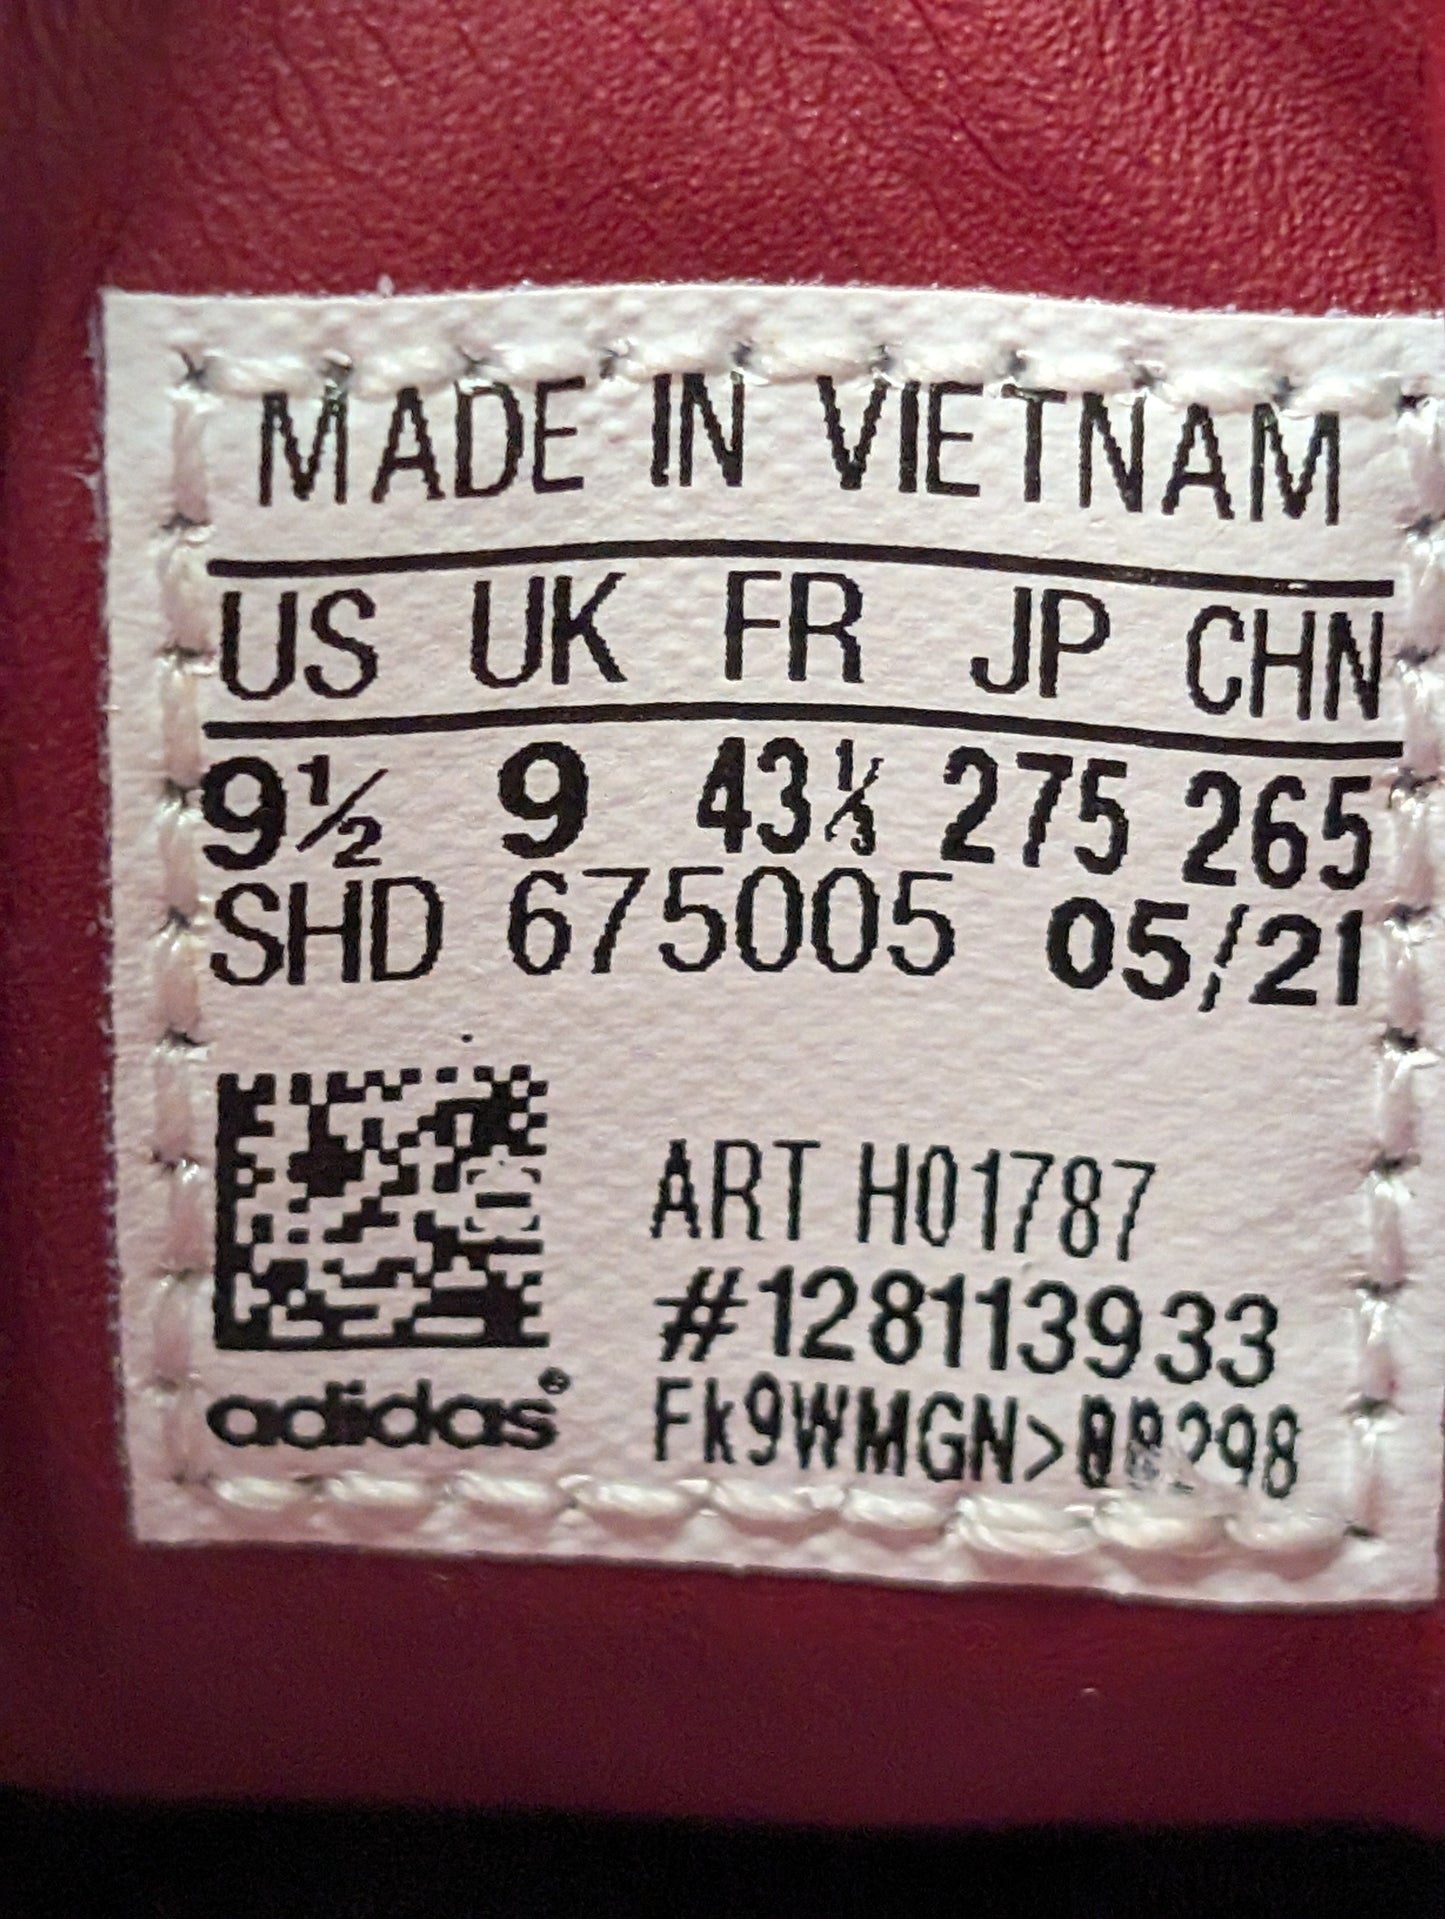 MADE IN VIETNAM
US UK FR JP CHN
9½ 9 43⅓ 275 265
SHD 675005 05/21
ART H01787
#128113933
adidas®